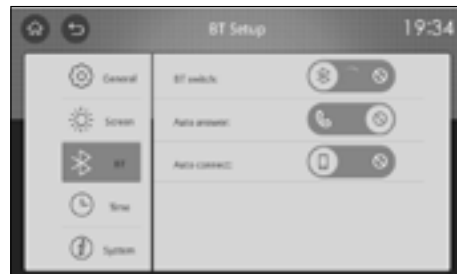 BT Setup 19:34
General
BT switch:
Screen
Auto answer:
BT
Auto connect:
Time
System